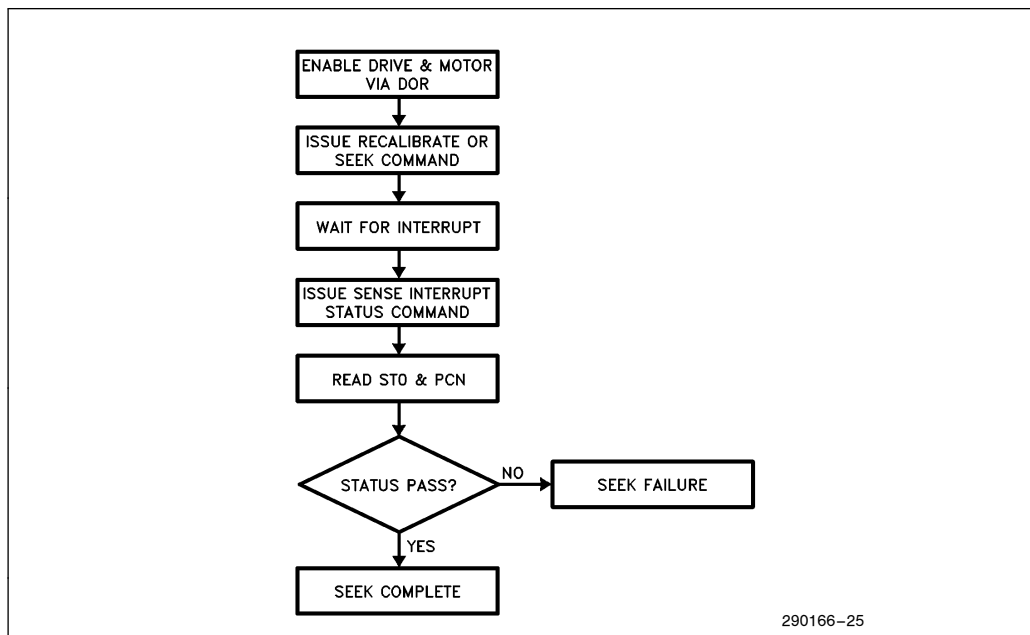 ENABLE DRIVE & MOTOR
VIA DOR
ISSUE RECALIBRATE OR
SEEK COMMAND
WAIT FOR INTERRUPT
ISSUE SENSE INTERRUPT
STATUS COMMAND
READ ST0 & PCN
STATUS PASS?
NO
SEEK FAILURE
YES
SEEK COMPLETE
290166–25